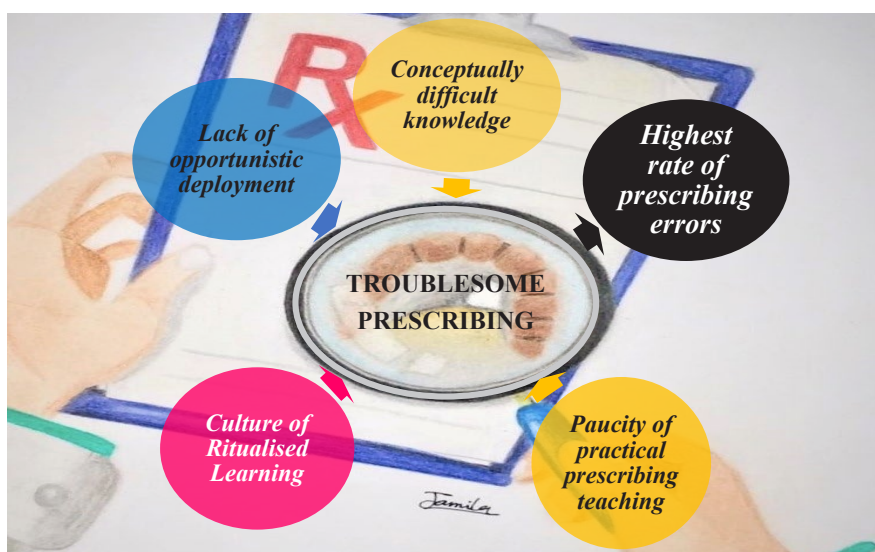 Rx
Conceptually
difficult
knowledge
Lack of
opportunistic
deployment
Highest
rate of
prescribing
errors
TROUBLESOME
PRESCRIBING
Culture of
Ritualised
Learning
Paucity of
practical
prescribing
teaching
Jamila